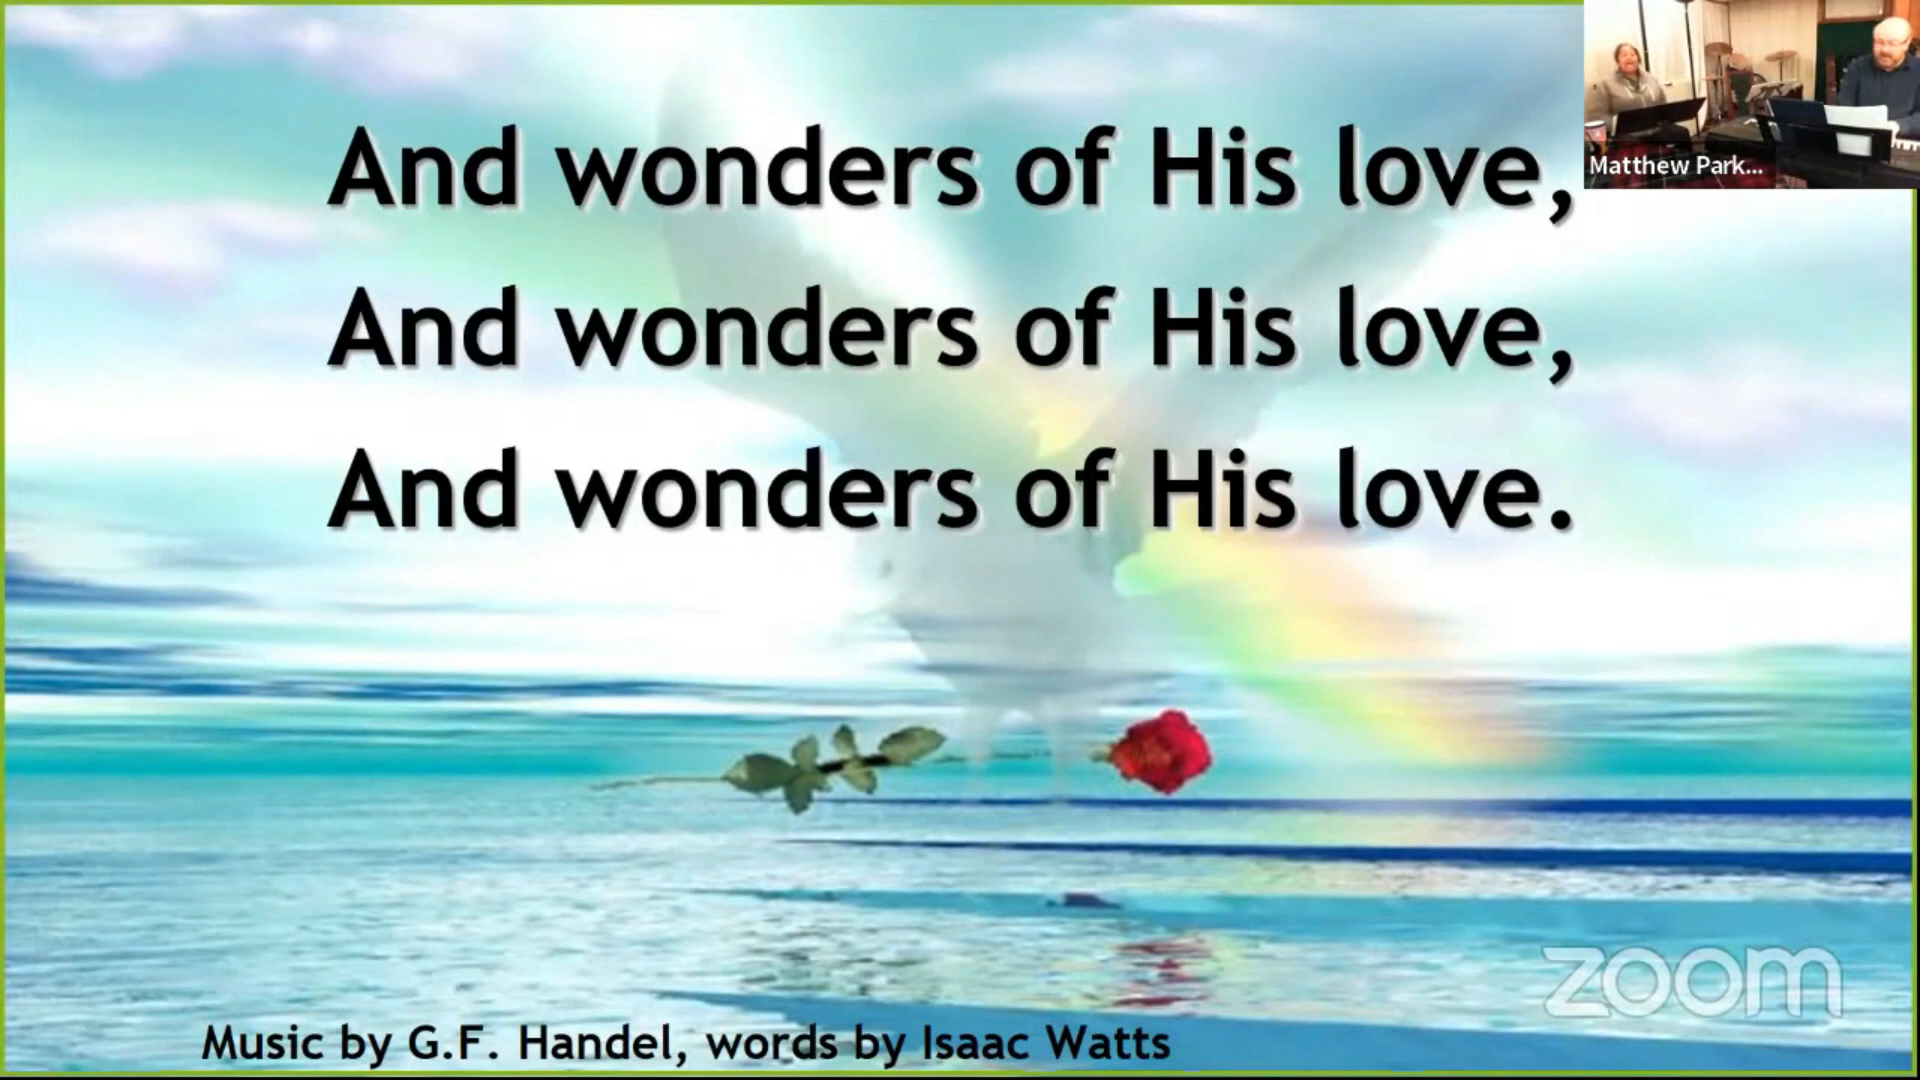 And wonders of His love,
And wonders of His love,
And wonders of His love.
Matthew Park...
zoom
Music by G.F. Handel, words by Isaac Watts